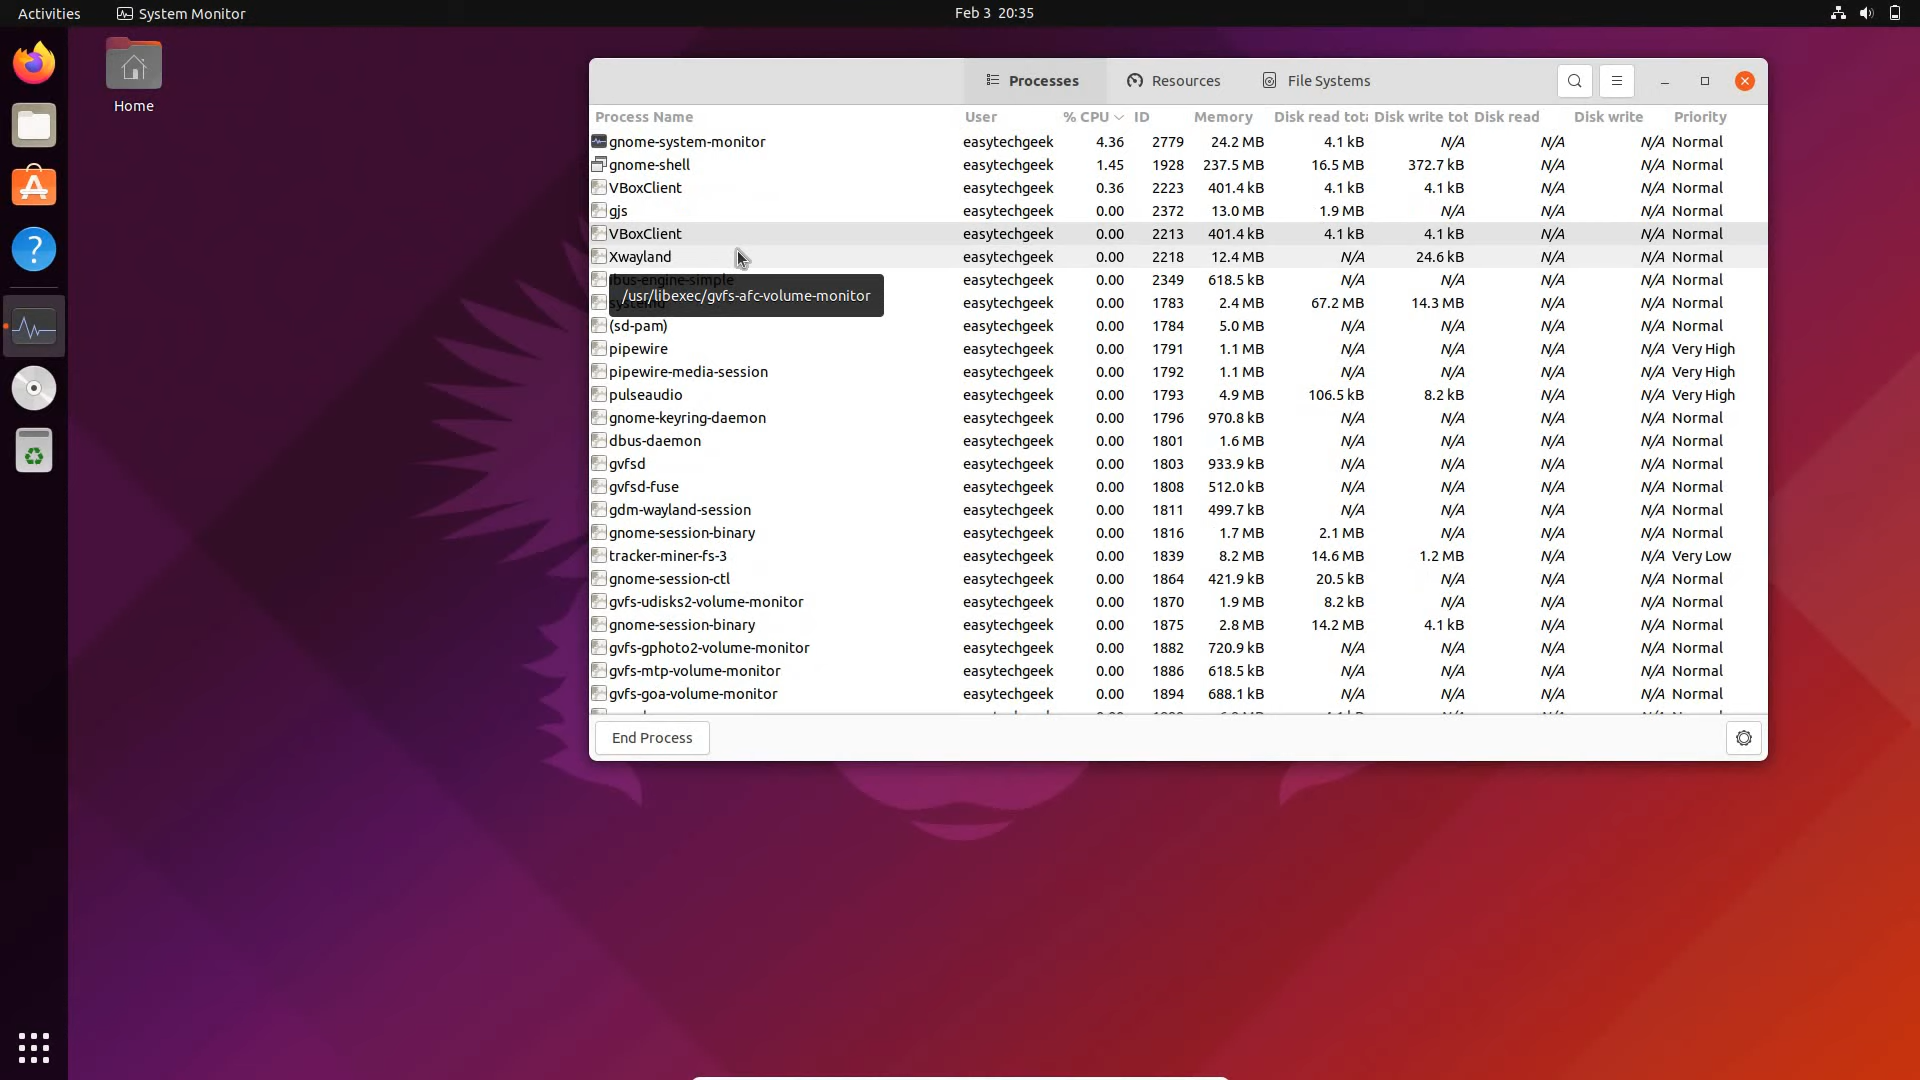 Activities System Monitor Feb 3 20:35
Home
Processes Resources File Systems
Process Name User % CPU ID Memory Disk read tota Disk write tot Disk read Disk write Priority
gnome-system-monitor easytechgeek 4.36 2779 24.2 MB 4.1 kB N/A N/A N/A Normal
gnome-shell easytechgeek 1.45 1928 237.5 MB 16.5 MB 372.7 kB N/A N/A Normal
VBoxClient easytechgeek 0.36 2223 401.4 kB 4.1 kB 4.1 kB N/A N/A Normal
gjs easytechgeek 0.00 2372 13.0 MB 1.9 MB N/A N/A N/A Normal
VBoxClient easytechgeek 0.00 2213 401.4 kB 4.1 kB 4.1 kB N/A N/A Normal
Xwayland easytechgeek 0.00 2218 12.4 MB N/A 24.6 kB N/A N/A Normal
ibus-engine-simple easytechgeek 0.00 2349 618.5 kB N/A N/A N/A N/A Normal
/usr/libexec/gvfs-afc-volume-monitor
easytechgeek 0.00 1783 2.4 MB 67.2 MB 14.3 MB N/A N/A Normal
(sd-pam) easytechgeek 0.00 1784 5.0 MB N/A N/A N/A N/A Normal
pipewire easytechgeek 0.00 1791 1.1 MB N/A N/A N/A N/A Very High
pipewire-media-session easytechgeek 0.00 1792 1.1 MB N/A N/A N/A N/A Very High
pulseaudio easytechgeek 0.00 1793 4.9 MB 106.5 kB 8.2 kB N/A N/A Very High
gnome-keyring-daemon easytechgeek 0.00 1796 970.8 kB N/A N/A N/A N/A Normal
dbus-daemon easytechgeek 0.00 1801 1.6 MB N/A N/A N/A N/A Normal
gvfsd easytechgeek 0.00 1803 933.9 kB N/A N/A N/A N/A Normal
gvfsd-fuse easytechgeek 0.00 1808 512.0 kB N/A N/A N/A N/A Normal
gdm-wayland-session easytechgeek 0.00 1811 499.7 kB N/A N/A N/A N/A Normal
gnome-session-binary easytechgeek 0.00 1816 1.7 MB 2.1 MB N/A N/A N/A Normal
tracker-miner-fs-3 easytechgeek 0.00 1839 8.2 MB 14.6 MB 1.2 MB N/A N/A Very Low
gnome-session-ctl easytechgeek 0.00 1864 421.9 kB 20.5 kB N/A N/A N/A Normal
gvfs-udisks2-volume-monitor easytechgeek 0.00 1870 1.9 MB 8.2 kB N/A N/A N/A Normal
gnome-session-binary easytechgeek 0.00 1875 2.8 MB 14.2 MB 4.1 kB N/A N/A Normal
gvfs-gphoto2-volume-monitor easytechgeek 0.00 1882 720.9 kB N/A N/A N/A N/A Normal
gvfs-mtp-volume-monitor easytechgeek 0.00 1886 618.5 kB N/A N/A N/A N/A Normal
gvfs-goa-volume-monitor easytechgeek 0.00 1894 688.1 kB N/A N/A N/A N/A Normal
End Process